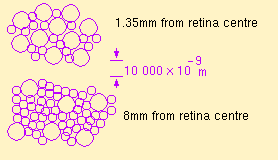 1.35mm from retina centre
10 000 × 10⁻⁹ m
8mm from retina centre